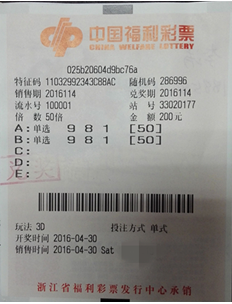 中国福利彩票
CHINA WELFARE LOTTERY
025b20604d9bc76a
特征码 11032992343C8BAC 随机码 286996
销售期 2016114 兑奖期 2016114
流水号 100001 站 号 33020177
倍 数 50倍 金 额 200元
A:单选 9 8 1 [50]
B:单选 9 8 1 [50]
C:
D:
E:
玩法 3D 投注方式 单式
开奖时间 2016-04-30
销售时间 2016-04-30 Sat
浙江省福利彩票发行中心承销